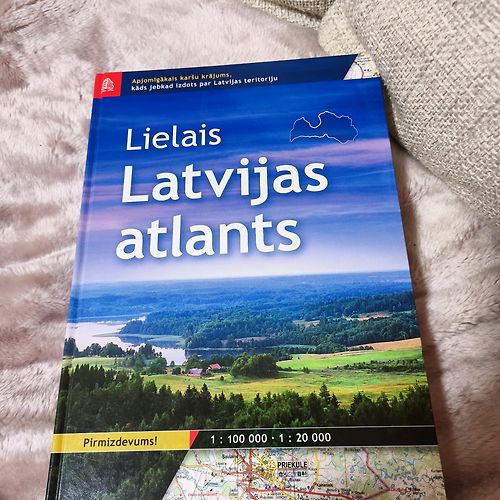 Apjomīgākais karšu krājums,
kāds jebkad izdots par Latvijas teritoriju
Lielais
Latvijas
atlants
Pirmizdevums!
1 : 100 000 · 1 : 20 000
PRIEKULE